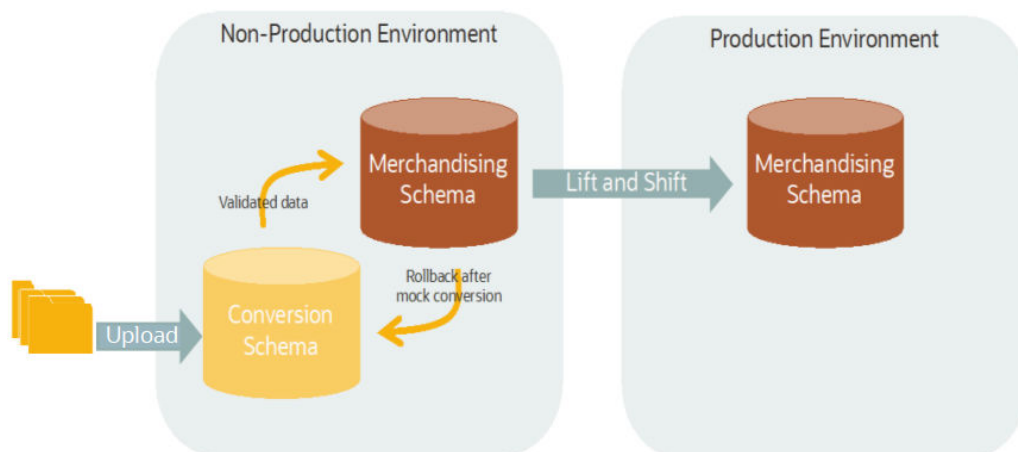 Non-Production Environment
Production Environment
Merchandising
Schema
Merchandising
Schema
Lift and Shift
Validated data
Rollback after
mock conversion
Conversion
Schema
Upload